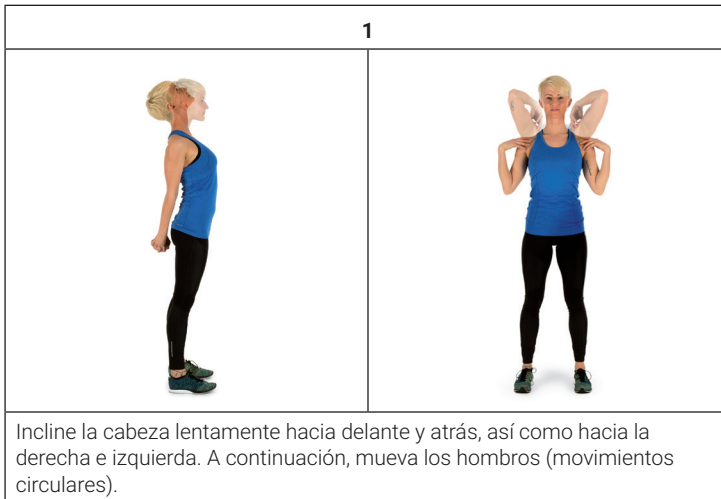 1
Incline la cabeza lentamente hacia delante y atrás, así como hacia la
derecha e izquierda. A continuación, mueva los hombros (movimientos
circulares).